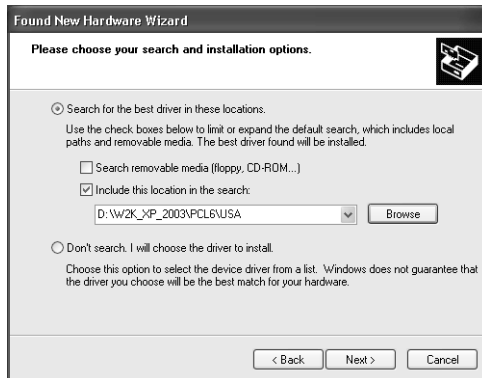 Found New Hardware Wizard
Please choose your search and installation options.
Search for the best driver in these locations.
Use the check boxes below to limit or expand the default search, which includes local
paths and removable media. The best driver found will be installed.
Search removable media (floppy, CD-ROM...)
Include this location in the search:
D:\W2K_XP_2003\PCL6\USA
Browse
Don't search. I will choose the driver to install.
Choose this option to select the device driver from a list. Windows does not guarantee that
the driver you choose will be the best match for your hardware.
< Back
Next >
Cancel